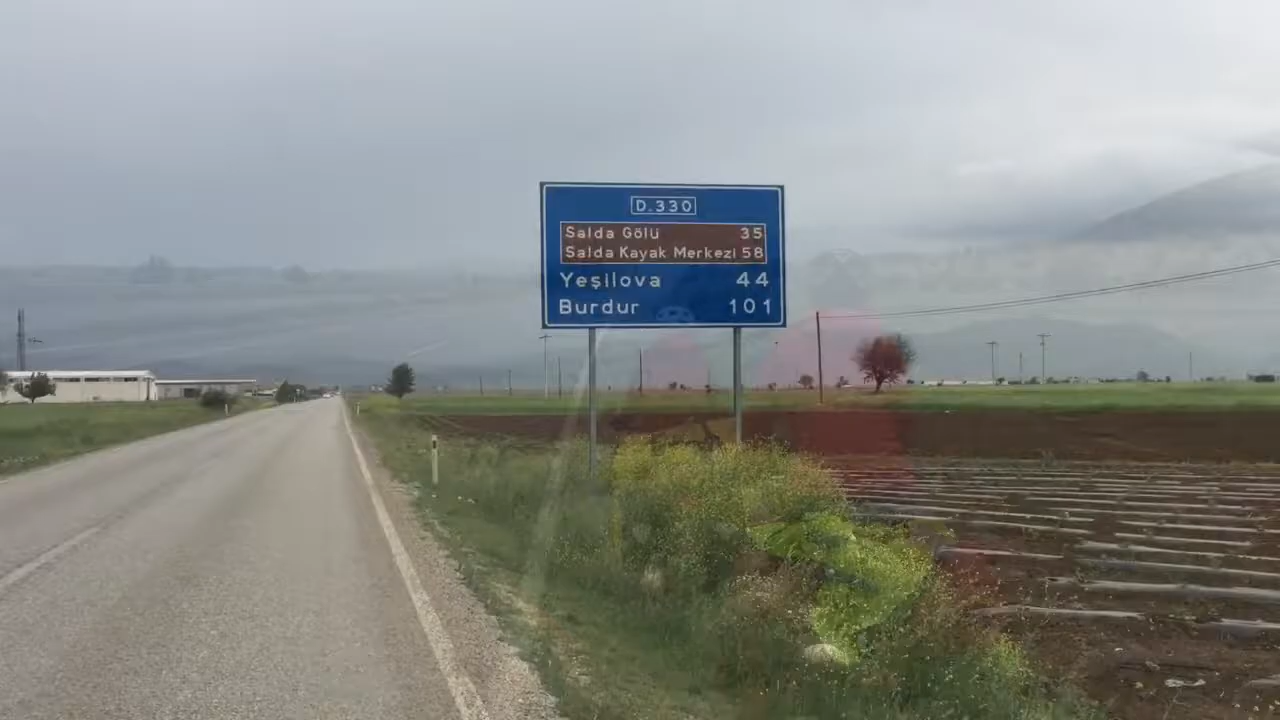 D.330
Salda Gölü 35
Salda Kayak Merkezi 58
Yeşilova 44
Burdur 101